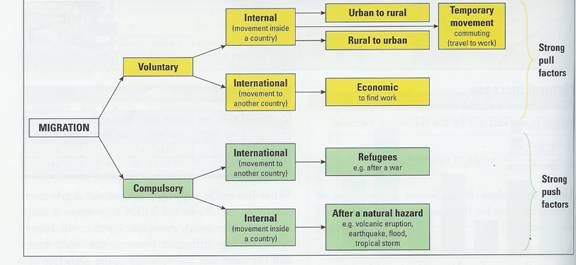 Internal
(movement inside
a country)
Urban to rural
Rural to urban
Temporary
movement
commuting
(travel to work)
Strong
pull
factors
Voluntary
International
(movement to
another country)
Economic
to find work
MIGRATION
International
(movement to
another country)
Refugees
e.g. after a war
Compulsory
Strong
push
factors
Internal
(movement inside
a country)
After a natural hazard
e.g. volcanic eruption,
earthquake, flood,
tropical storm